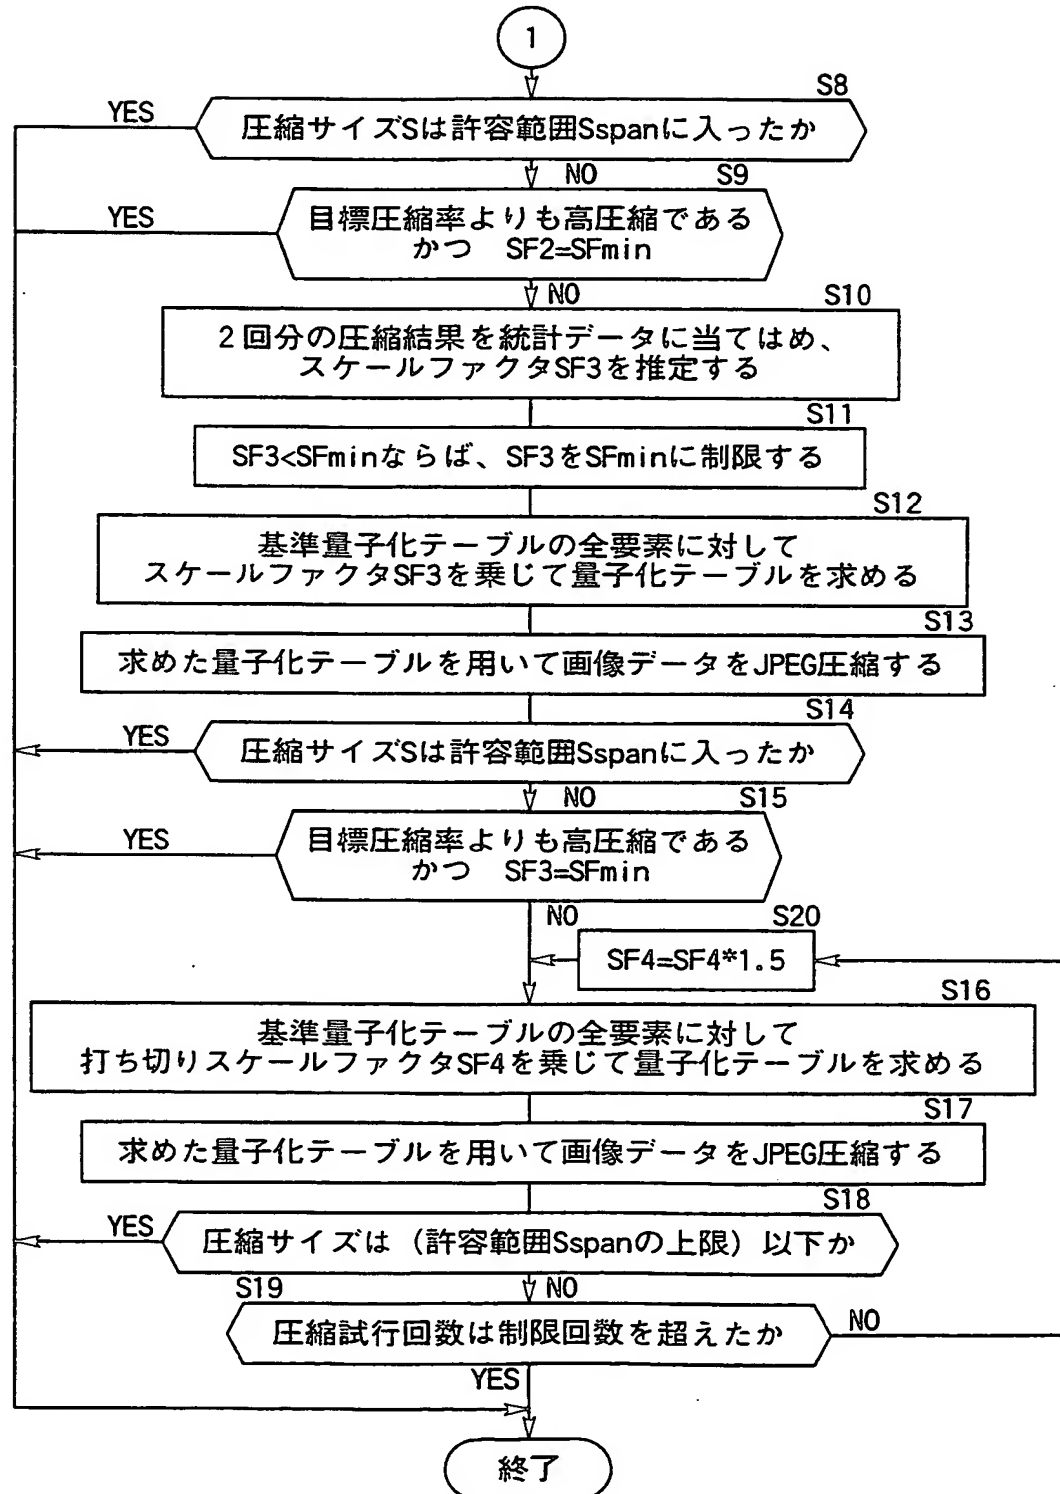 1
S8
YES
圧縮サイズSは許容範囲Sspanに入ったか
NO
S9
YES
目標圧縮率よりも高圧縮である
かつ SF2=SFmin
NO
S10
2回分の圧縮結果を統計データに当てはめ、
スケールファクタSF3を推定する
S11
SF3<SFminならば、SF3をSFminに制限する
S12
基準量子化テーブルの全要素に対して
スケールファクタSF3を乗じて量子化テーブルを求める
S13
求めた量子化テーブルを用いて画像データをJPEG圧縮する
S14
YES
圧縮サイズSは許容範囲Sspanに入ったか
NO
S15
YES
目標圧縮率よりも高圧縮である
かつ SF3=SFmin
NO
S20
SF4=SF4*1.5
S16
基準量子化テーブルの全要素に対して
打ち切りスケールファクタSF4を乗じて量子化テーブルを求める
S17
求めた量子化テーブルを用いて画像データをJPEG圧縮する
S18
YES
圧縮サイズは（許容範囲Sspanの上限）以下か
NO
S19
圧縮試行回数は制限回数を超えたか
NO
YES
終了